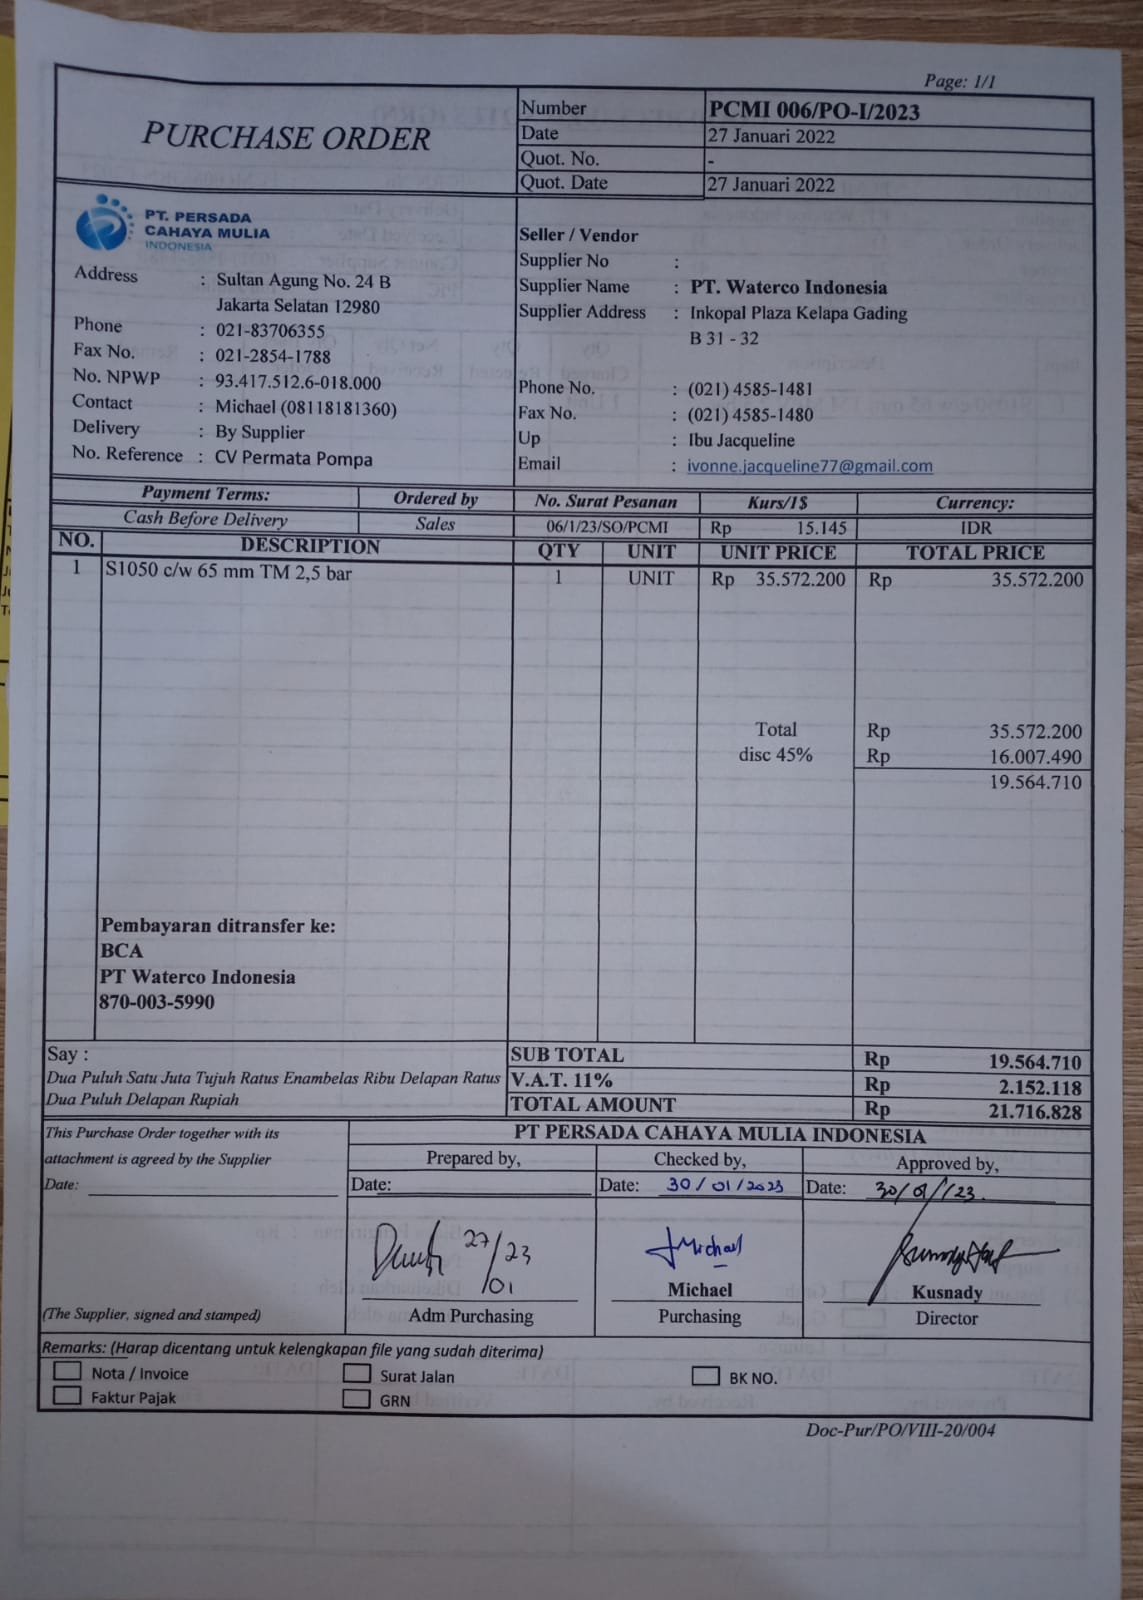 Page: 1/1
PURCHASE ORDER
Number PCMI 006/PO-I/2023
Date 27 Januari 2022
Quot. No. -
Quot. Date 27 Januari 2022
PT. PERSADA
CAHAYA MULIA
INDONESIA
Address : Sultan Agung No. 24 B
Jakarta Selatan 12980
Phone : 021-83706355
Fax No. : 021-2854-1788
No. NPWP : 93.417.512.6-018.000
Contact : Michael (08118181360)
Delivery : By Supplier
No. Reference : CV Permata Pompa
Seller / Vendor
Supplier No :
Supplier Name : PT. Waterco Indonesia
Supplier Address : Inkopal Plaza Kelapa Gading
B 31 - 32
Phone No. : (021) 4585-1481
Fax No. : (021) 4585-1480
Up : Ibu Jacqueline
Email : ivonne.jacqueline77@gmail.com
Payment Terms: Ordered by No. Surat Pesanan Kurs/1$ Currency:
Cash Before Delivery Sales 06/1/23/SO/PCMI Rp 15.145 IDR
NO. DESCRIPTION QTY UNIT UNIT PRICE TOTAL PRICE
1 S1050 c/w 65 mm TM 2,5 bar 1 UNIT Rp 35.572.200 Rp 35.572.200
Total Rp 35.572.200
disc 45% Rp 16.007.490
19.564.710
Pembayaran ditransfer ke:
BCA
PT Waterco Indonesia
870-003-5990
Say :
Dua Puluh Satu Juta Tujuh Ratus Enambelas Ribu Delapan Ratus
Dua Puluh Delapan Rupiah
SUB TOTAL Rp 19.564.710
V.A.T. 11% Rp 2.152.118
TOTAL AMOUNT Rp 21.716.828
This Purchase Order together with its
attachment is agreed by the Supplier
Date:
(The Supplier, signed and stamped)
PT PERSADA CAHAYA MULIA INDONESIA
Prepared by, Checked by, Approved by,
Date: Date: 30/01/2023 Date: 30/01/23.
27/01/23
Michael
Michael Kusnady
Adm Purchasing Purchasing Director
Remarks: (Harap dicentang untuk kelengkapan file yang sudah diterima)
Nota / Invoice Surat Jalan BK NO.
Faktur Pajak GRN
Doc-Pur/PO/VIII-20/004